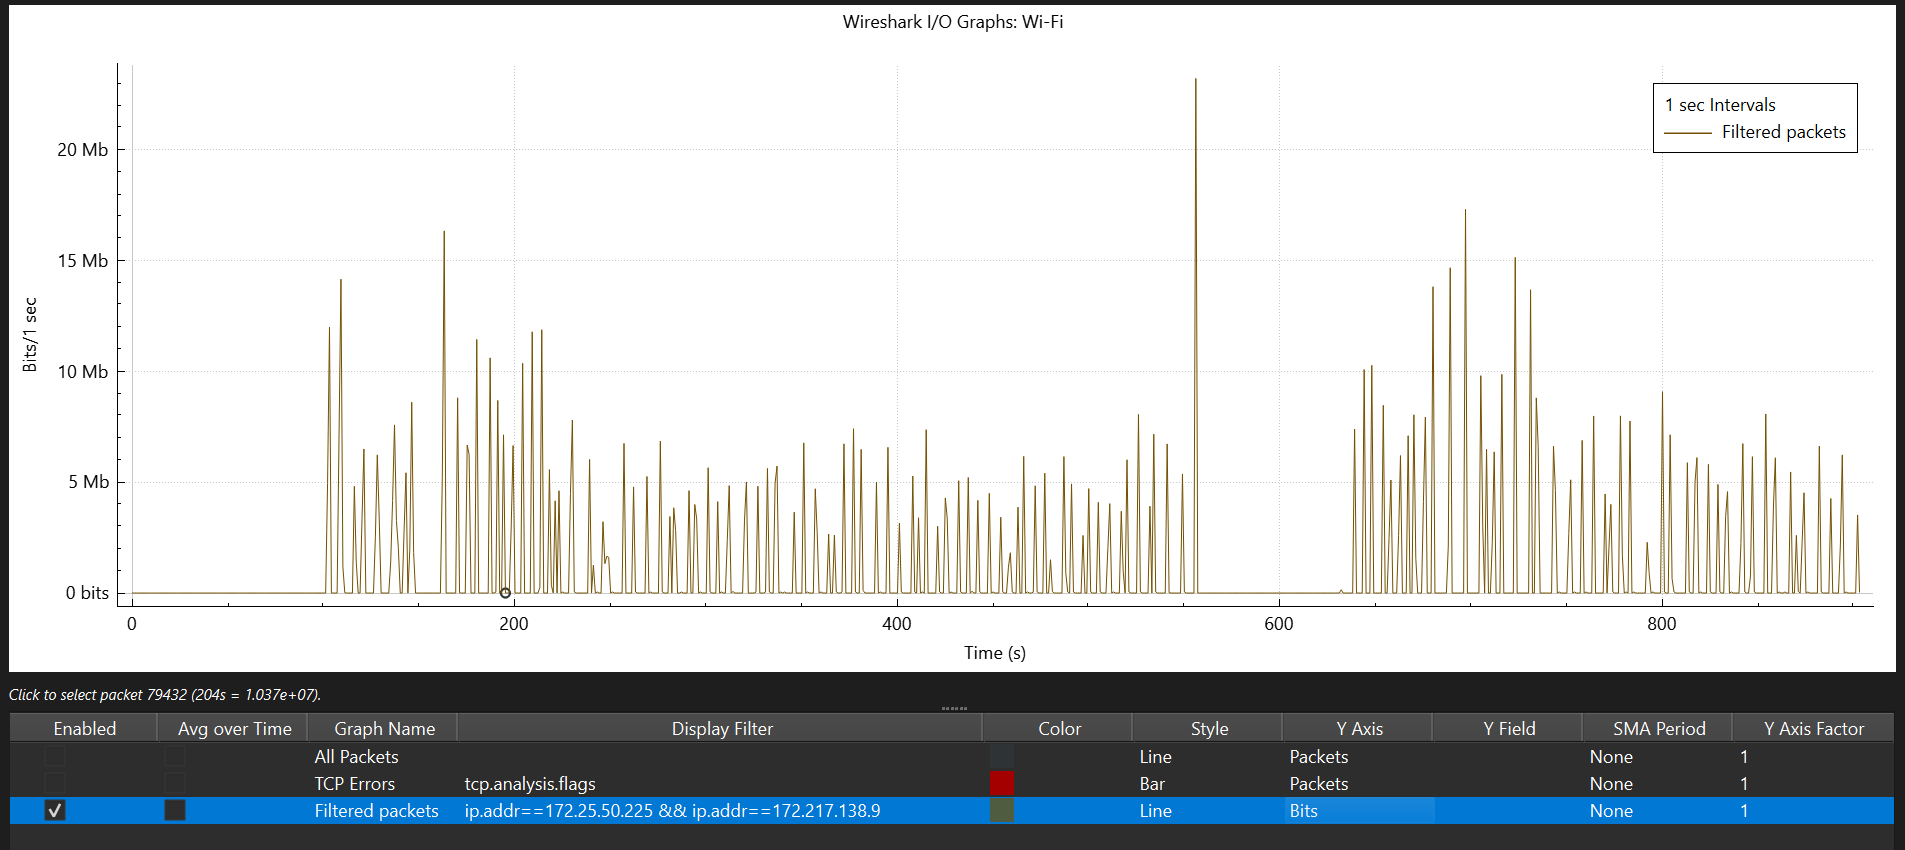 Wireshark I/O Graphs: Wi-Fi
1 sec Intervals
Filtered packets
20 Mb
15 Mb
10 Mb
5 Mb
0 bits
Bits/1 sec
0 200 400 600 800
Time (s)
Click to select packet 79432 (204s = 1.037e+07).
Enabled Avg over Time Graph Name Display Filter Color Style Y Axis Y Field SMA Period Y Axis Factor
All Packets Line Packets None 1
TCP Errors tcp.analysis.flags Bar Packets None 1
Filtered packets ip.addr==172.25.50.225 && ip.addr==172.217.138.9 Line Bits None 1